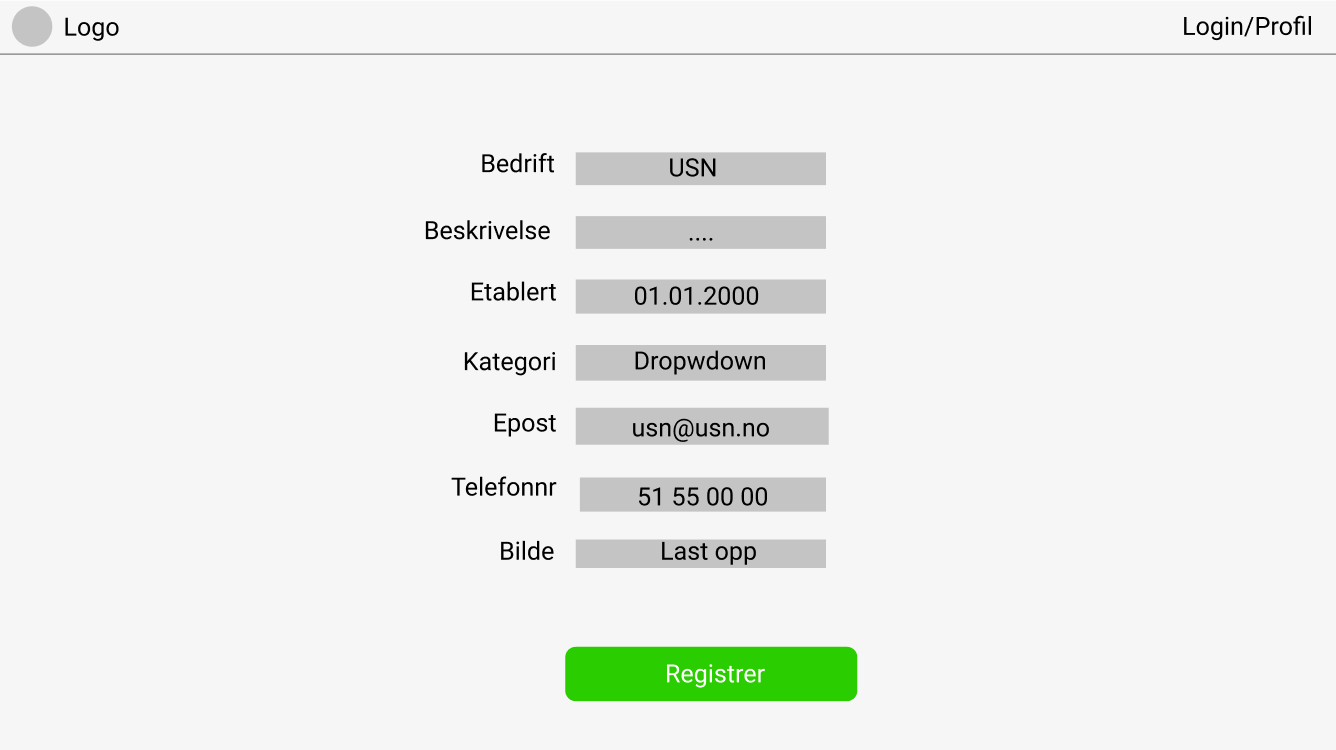 Logo
Login/Profil
Bedrift USN
Beskrivelse ....
Etablert 01.01.2000
Kategori Dropwdown
Epost usn@usn.no
Telefonnr 51 55 00 00
Bilde Last opp
Registrer